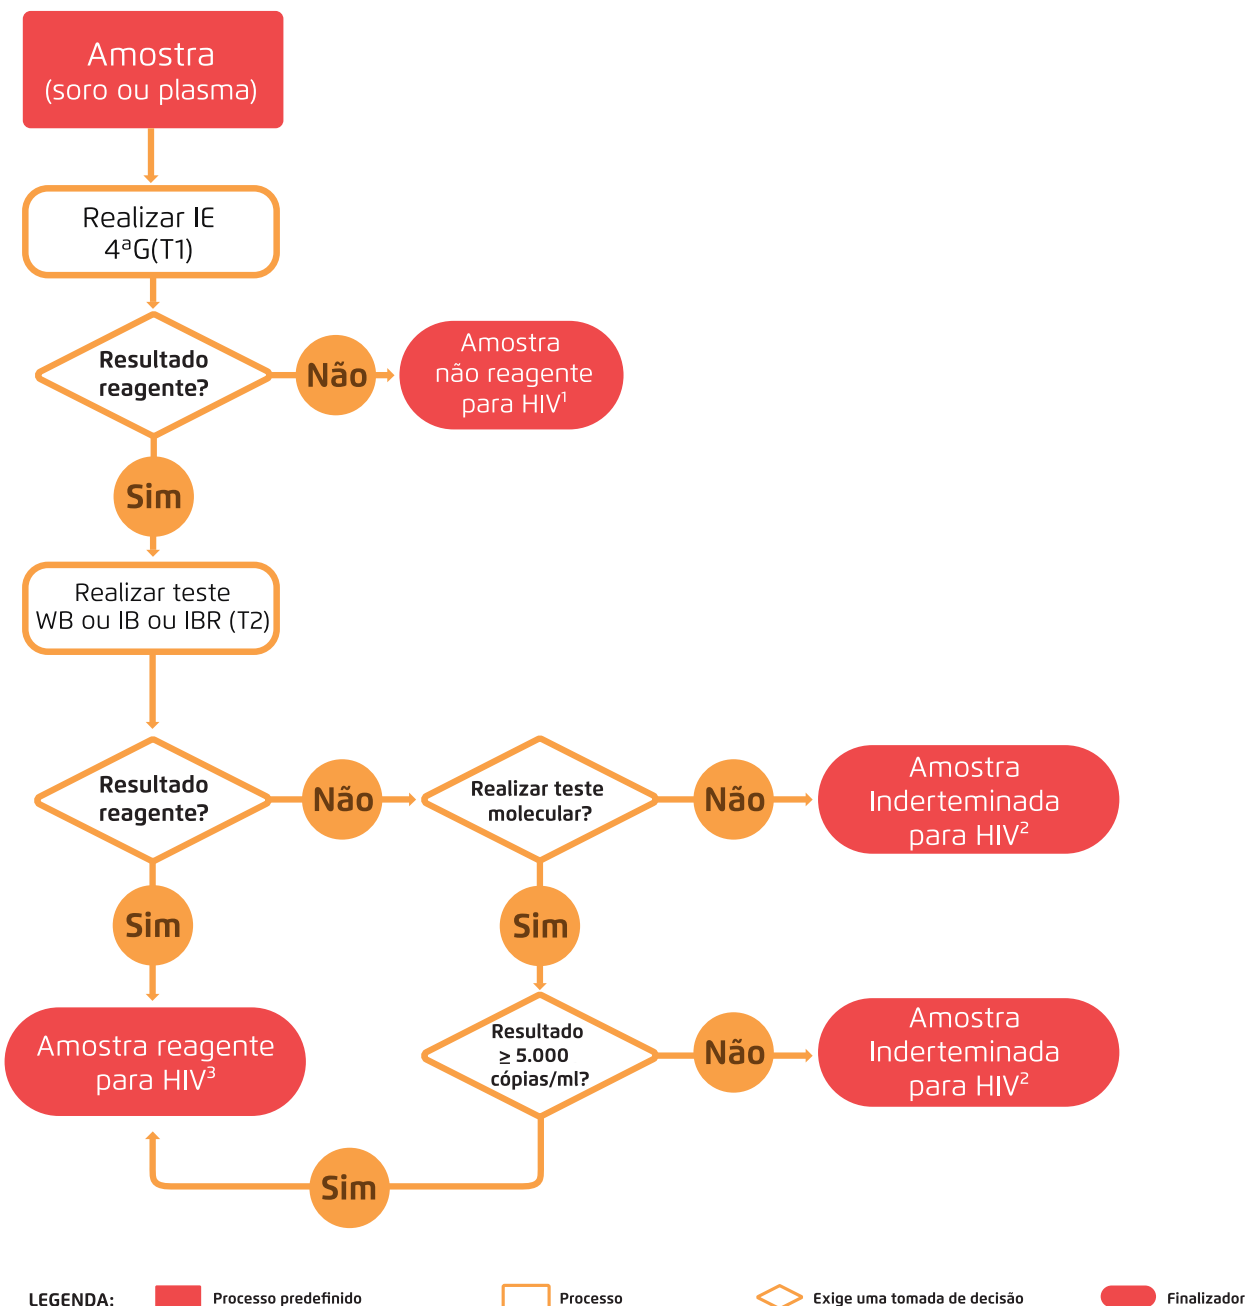 Amostra
(soro ou plasma)
Realizar IE
4ªG(T1)
Resultado
reagente?
Não
Amostra
não reagente
para HIV¹
Sim
Realizar teste
WB ou IB ou IBR (T2)
Resultado
reagente?
Não
Realizar teste
molecular?
Não
Amostra
Inderteminada
para HIV²
Sim
Sim
Amostra reagente
para HIV³
Resultado
≥ 5.000
cópias/ml?
Não
Amostra
Inderteminada
para HIV²
Sim
LEGENDA:
Processo predefinido
Processo
Exige uma tomada de decisão
Finalizador